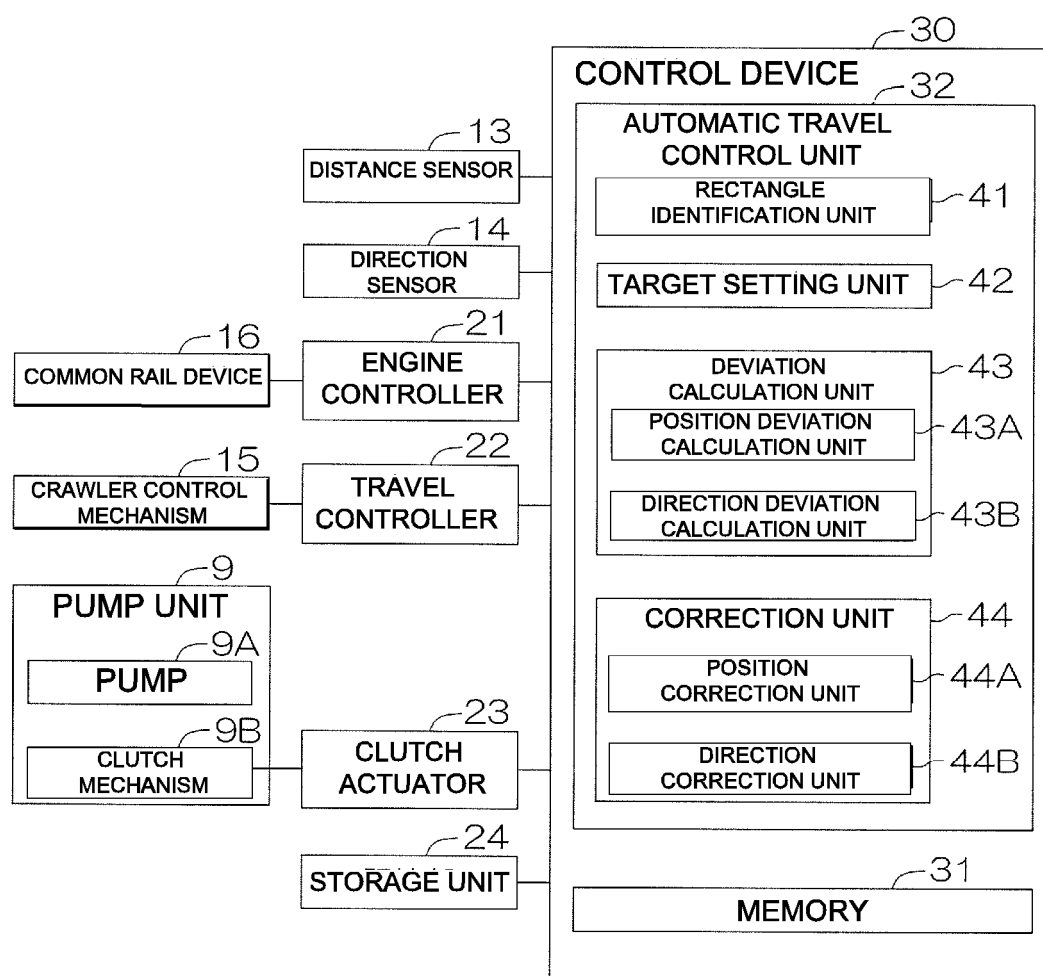 30
CONTROL DEVICE
32
AUTOMATIC TRAVEL
CONTROL UNIT
RECTANGLE
IDENTIFICATION UNIT
41
TARGET SETTING UNIT
42
DEVIATION
CALCULATION UNIT
43
POSITION DEVIATION
CALCULATION UNIT
43A
DIRECTION DEVIATION
CALCULATION UNIT
43B
CORRECTION UNIT
44
POSITION
CORRECTION UNIT
44A
DIRECTION
CORRECTION UNIT
44B
31
MEMORY
13
DISTANCE SENSOR
14
DIRECTION
SENSOR
16
COMMON RAIL DEVICE
21
ENGINE
CONTROLLER
15
CRAWLER CONTROL
MECHANISM
22
TRAVEL
CONTROLLER
9
PUMP UNIT
9A
PUMP
9B
CLUTCH
MECHANISM
23
CLUTCH
ACTUATOR
24
STORAGE UNIT